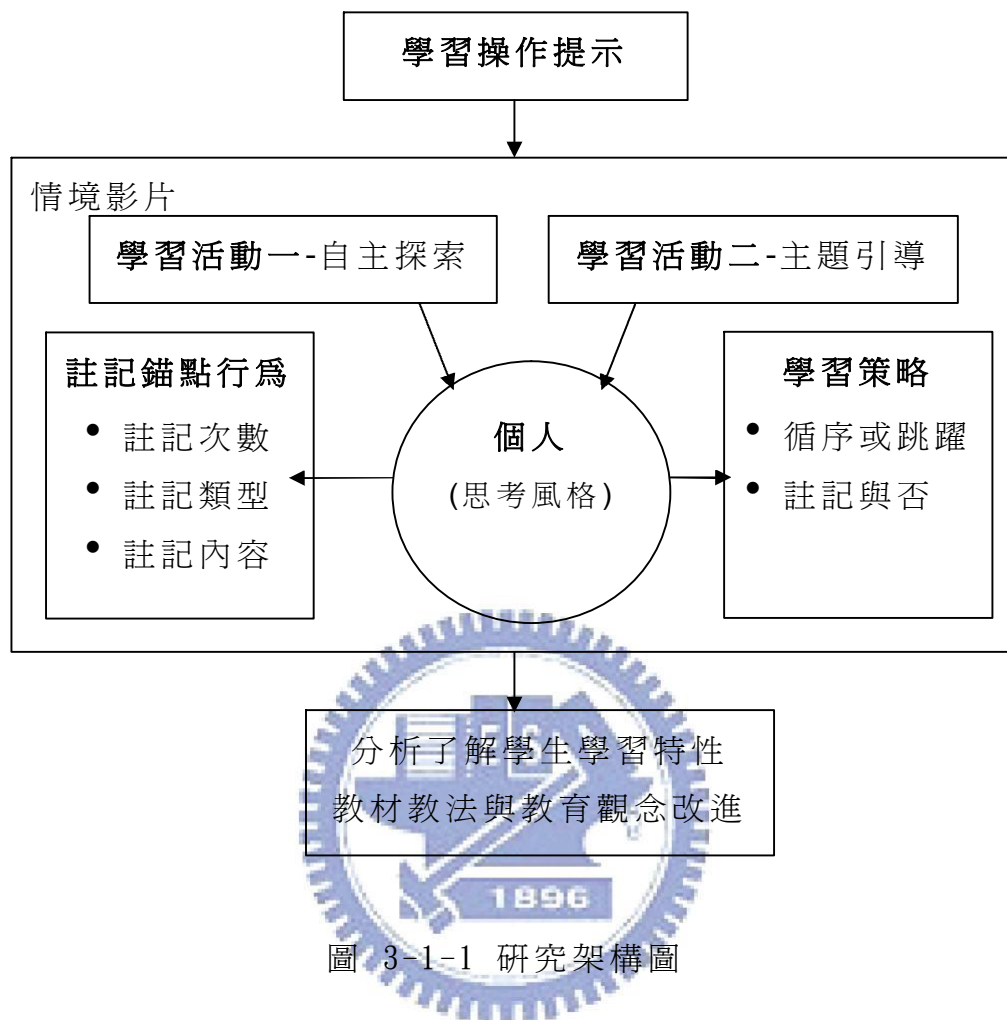 學習操作提示
情境影片
學習活動一-自主探索
學習活動二-主題引導
註記錨點行為
• 註記次數
• 註記類型
• 註記內容
個人
(思考風格)
學習策略
• 循序或跳躍
• 註記與否
分析了解學生學習特性
教材教法與教育觀念改進
1896
圖 3-1-1 研究架構圖